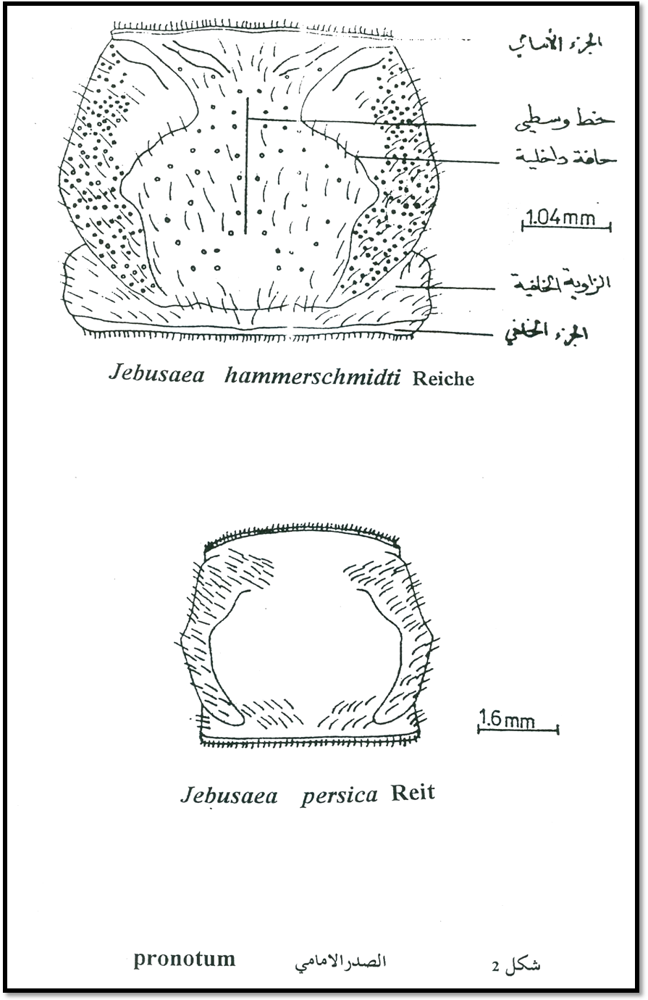 الجزء الأمامي
خط وسطي
حافة داخلية
1.04mm
الزاوية الخلفية
الجزء الخلفي
Jebusaea hammerschmidti Reiche
1.6mm
Jebusaea persica Reit
pronotum الصدر الامامي شكل 2